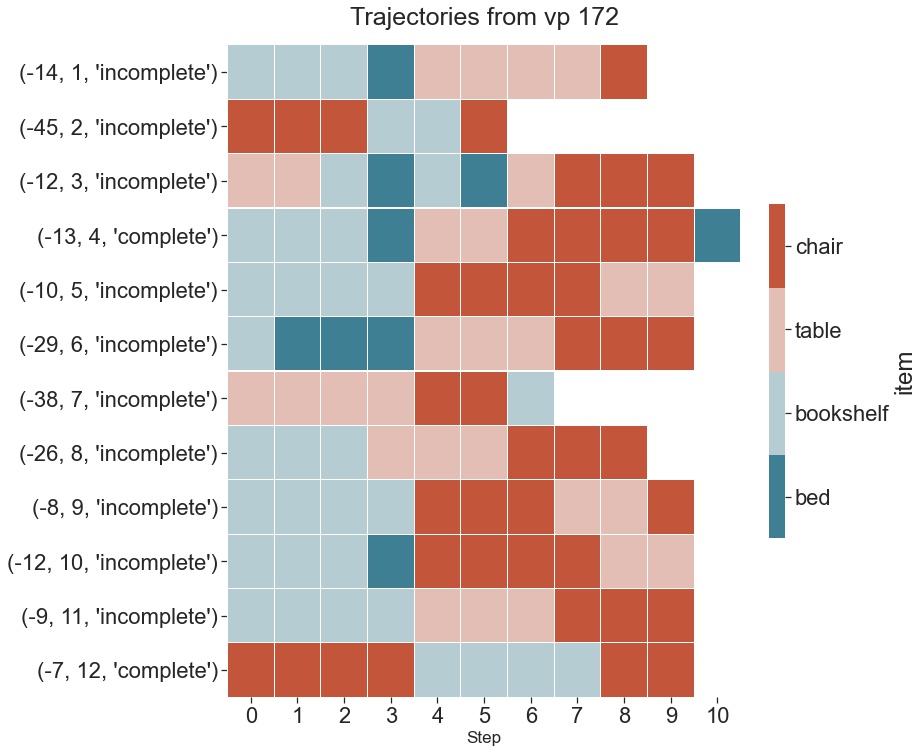 Trajectories from vp 172
(-14, 1, 'incomplete')
(-45, 2, 'incomplete')
(-12, 3, 'incomplete')
(-13, 4, 'complete')
(-10, 5, 'incomplete')
(-29, 6, 'incomplete')
(-38, 7, 'incomplete')
(-26, 8, 'incomplete')
(-8, 9, 'incomplete')
(-12, 10, 'incomplete')
(-9, 11, 'incomplete')
(-7, 12, 'complete')
0 1 2 3 4 5 6 7 8 9 10
Step
chair
table
bookshelf
bed
item